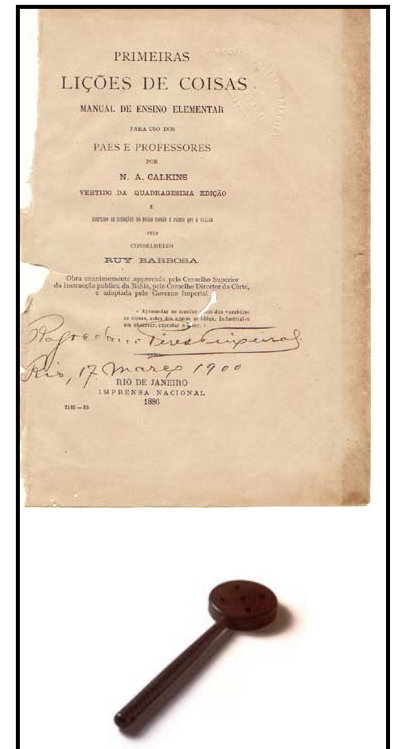 PRIMEIRAS
LIÇÕES DE COISAS
MANUAL DE ENSINO ELEMENTAR
PARA USO DOS
PAES E PROFESSORES
POR
N. A. CALKINS
VERTIDO DA QUADRAGESIMA EDIÇÃO
E
PELO
CONSELHEIRO
RUY BARBOSA
Obra unanimemente approvada pelo Conselho Superior
da Instrucção publica da Bahia, pelo Conselho Director da Côrte,
e adoptada pelo Governo Imperial
Rio, 17 março 1900
RIO DE JANEIRO
IMPRENSA NACIONAL
1886